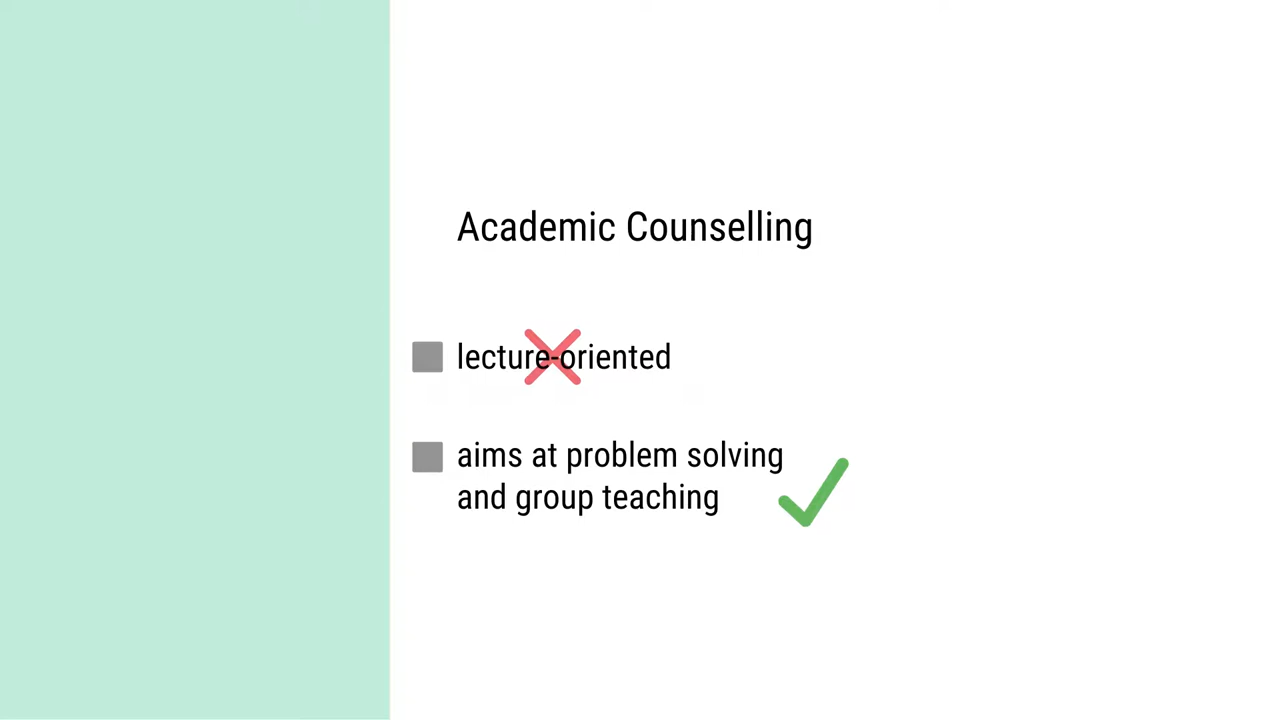 Academic Counselling
lecture-oriented
aims at problem solving
and group teaching